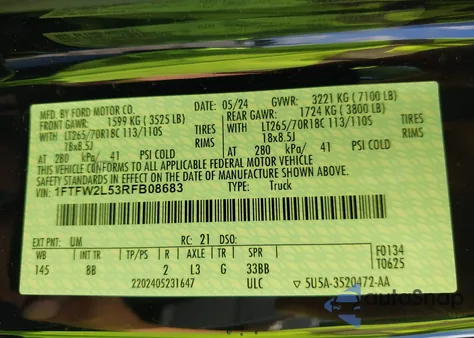 MFD. BY FORD MOTOR CO. DATE: 05/24 GVWR: 3221 KG ( 7100 LB)
FRONT GAWR: 1599 KG ( 3525 LB) REAR GAWR: 1724 KG ( 3800 LB)
WITH LT265/70R18C 113/110S TIRES WITH LT265/70R18C 113/110S TIRES
18x8.5J RIMS 18x8.5J RIMS
AT 280 kPa/ 41 PSI COLD AT 280 kPa/ 41 PSI COLD
THIS VEHICLE CONFORMS TO ALL APPLICABLE FEDERAL MOTOR VEHICLE
SAFETY STANDARDS IN EFFECT ON THE DATE OF MANUFACTURE SHOWN ABOVE.
VIN: 1FTFW2L53RFB08683 TYPE: Truck
EXT PNT: UM RC: 21 DSO: F0134
WB INT TR TP/PS R AXLE TR SPR T0625
145 BB 2 L3 G 33BB
2202405231647 ULC ▽ 5U5A-3520472-AA
autoSnap